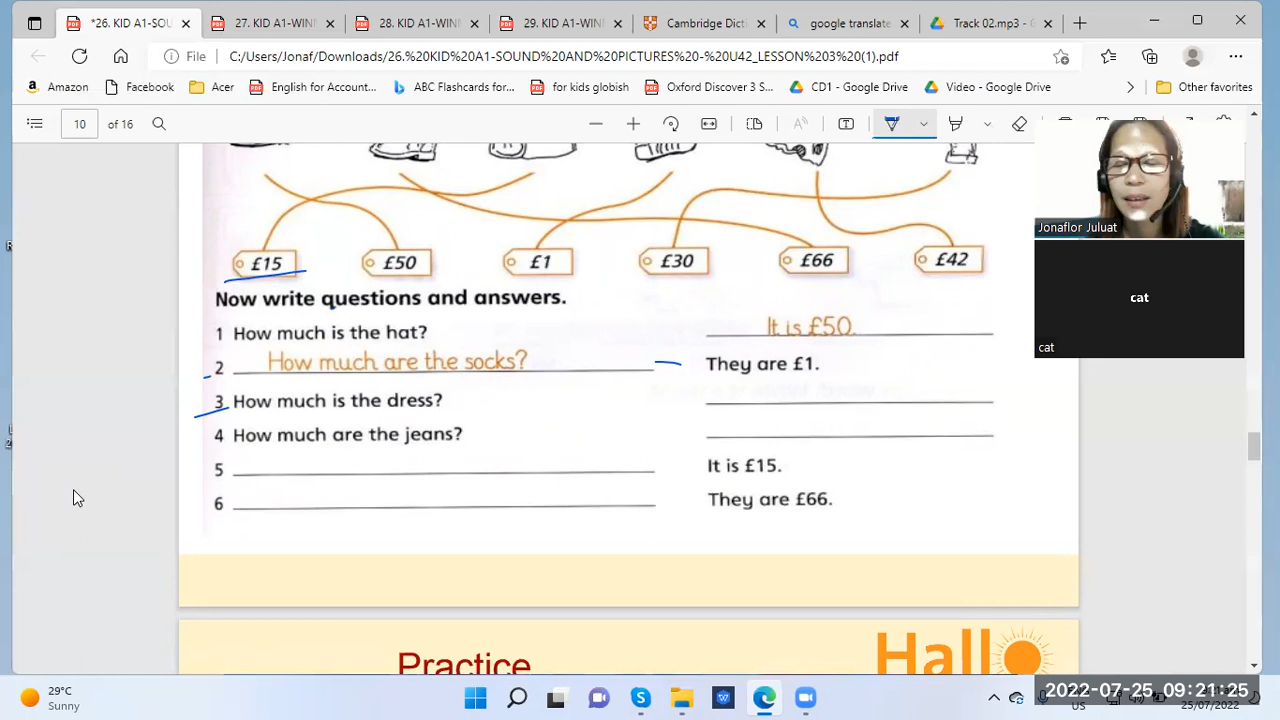 *26. KID A1-SOU
27. KID A1-WINN
28. KID A1-WINN
29. KID A1-WINN
Cambridge Dicti
google translate
Track 02.mp3 - G
File
C:/Users/Jonaf/Downloads/26.%20KID%20A1-SOUND%20AND%20PICTURES%20-%20U42_LESSON%203%20(1).pdf
Amazon
Facebook
Acer
English for Account...
ABC Flashcards for...
for kids globish
Oxford Discover 3 S...
CD1 - Google Drive
Video - Google Drive
Other favorites
10 of 16
Jonaflor Juluat
cat
cat
£15 £50 £1 £30 £66 £42
Now write questions and answers.
1 How much is the hat? It is £50.
2 How much are the socks? They are £1.
3 How much is the dress?
4 How much are the jeans?
5 It is £15.
6 They are £66.
Practice
Hallo
29°C
Sunny
US
2022-07-25 09:21:25
25/07/2022